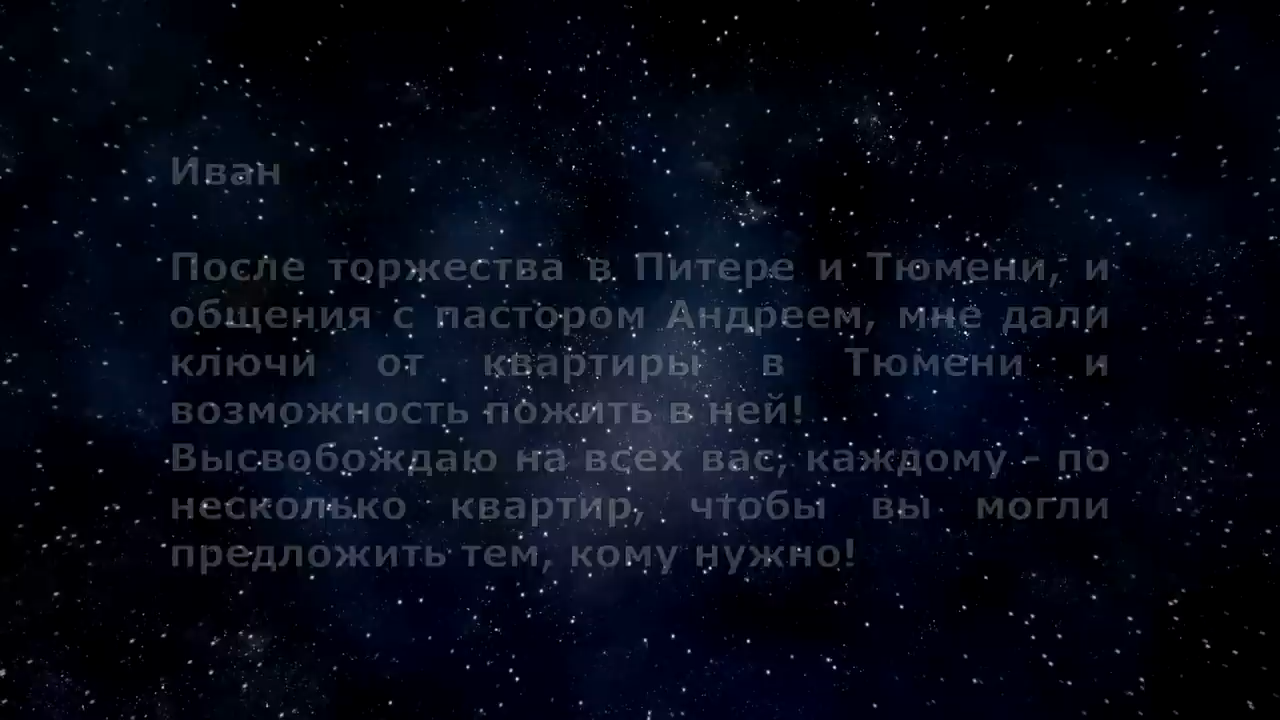 Иван
После торжества в Питере и Тюмени, и
общения с пастором Андреем, мне дали
ключи от квартиры в Тюмени и
возможность пожить в ней!
Высвобождаю на всех вас, каждому - по
несколько квартир, чтобы вы могли
предложить тем, кому нужно!